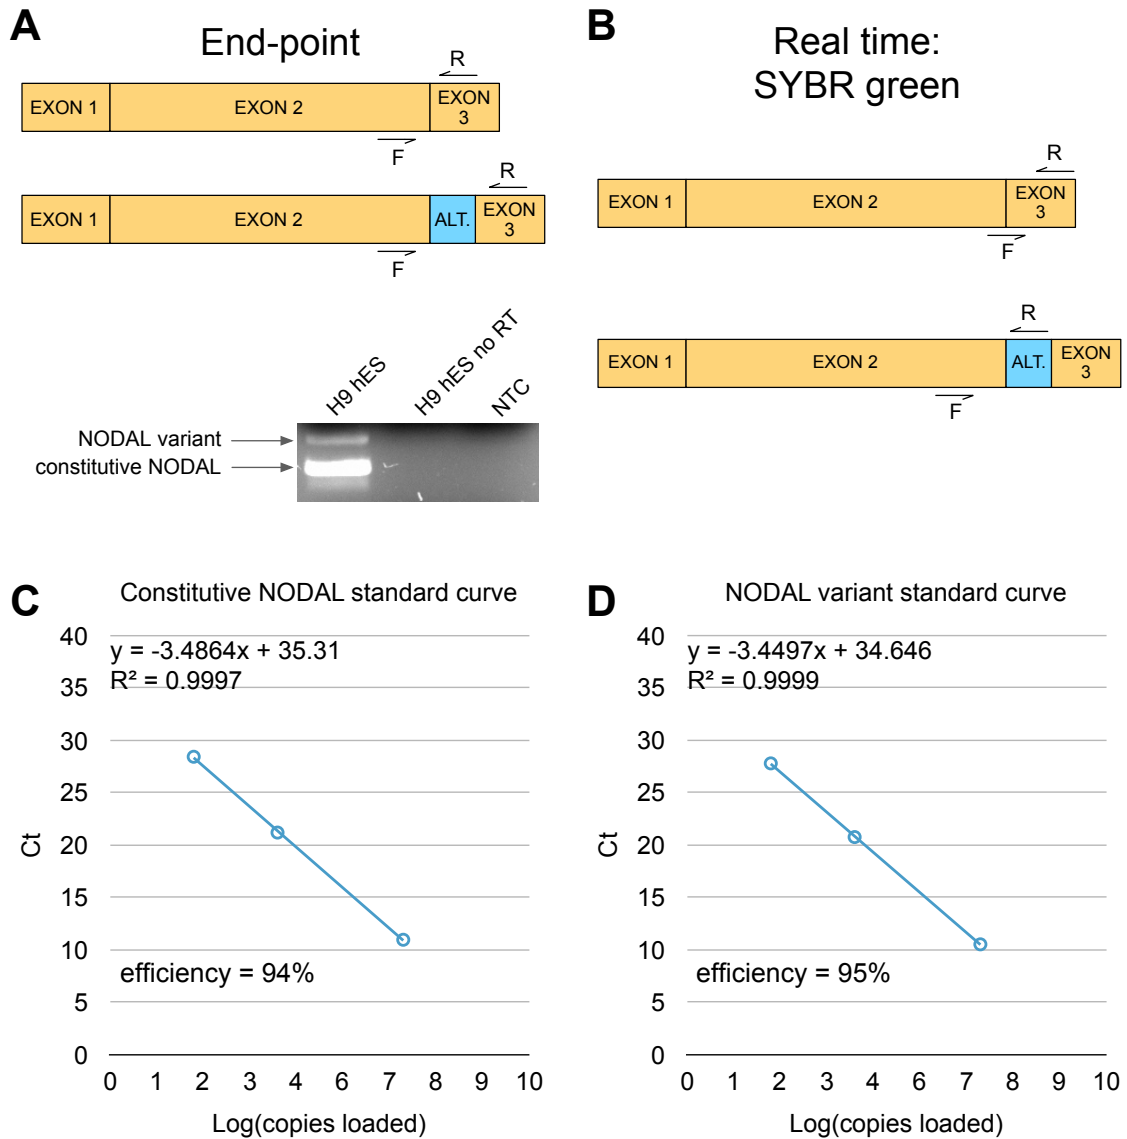 A
End-point
R
EXON 1
EXON 2
EXON
3
F
R
EXON 1
EXON 2
ALT.
EXON
3
F
H9 hES
H9 hES no RT
NTC
NODAL variant
constitutive NODAL
B
Real time:
SYBR green
R
EXON 1
EXON 2
EXON
3
F
R
EXON 1
EXON 2
ALT.
EXON
3
F
C
Constitutive NODAL standard curve
y = -3.4864x + 35.31
R² = 0.9997
40
35
30
25
20
15
10
5
0
Ct
efficiency = 94%
0 1 2 3 4 5 6 7 8 9 10
Log(copies loaded)
D
NODAL variant standard curve
y = -3.4497x + 34.646
R² = 0.9999
40
35
30
25
20
15
10
5
0
Ct
efficiency = 95%
0 1 2 3 4 5 6 7 8 9 10
Log(copies loaded)